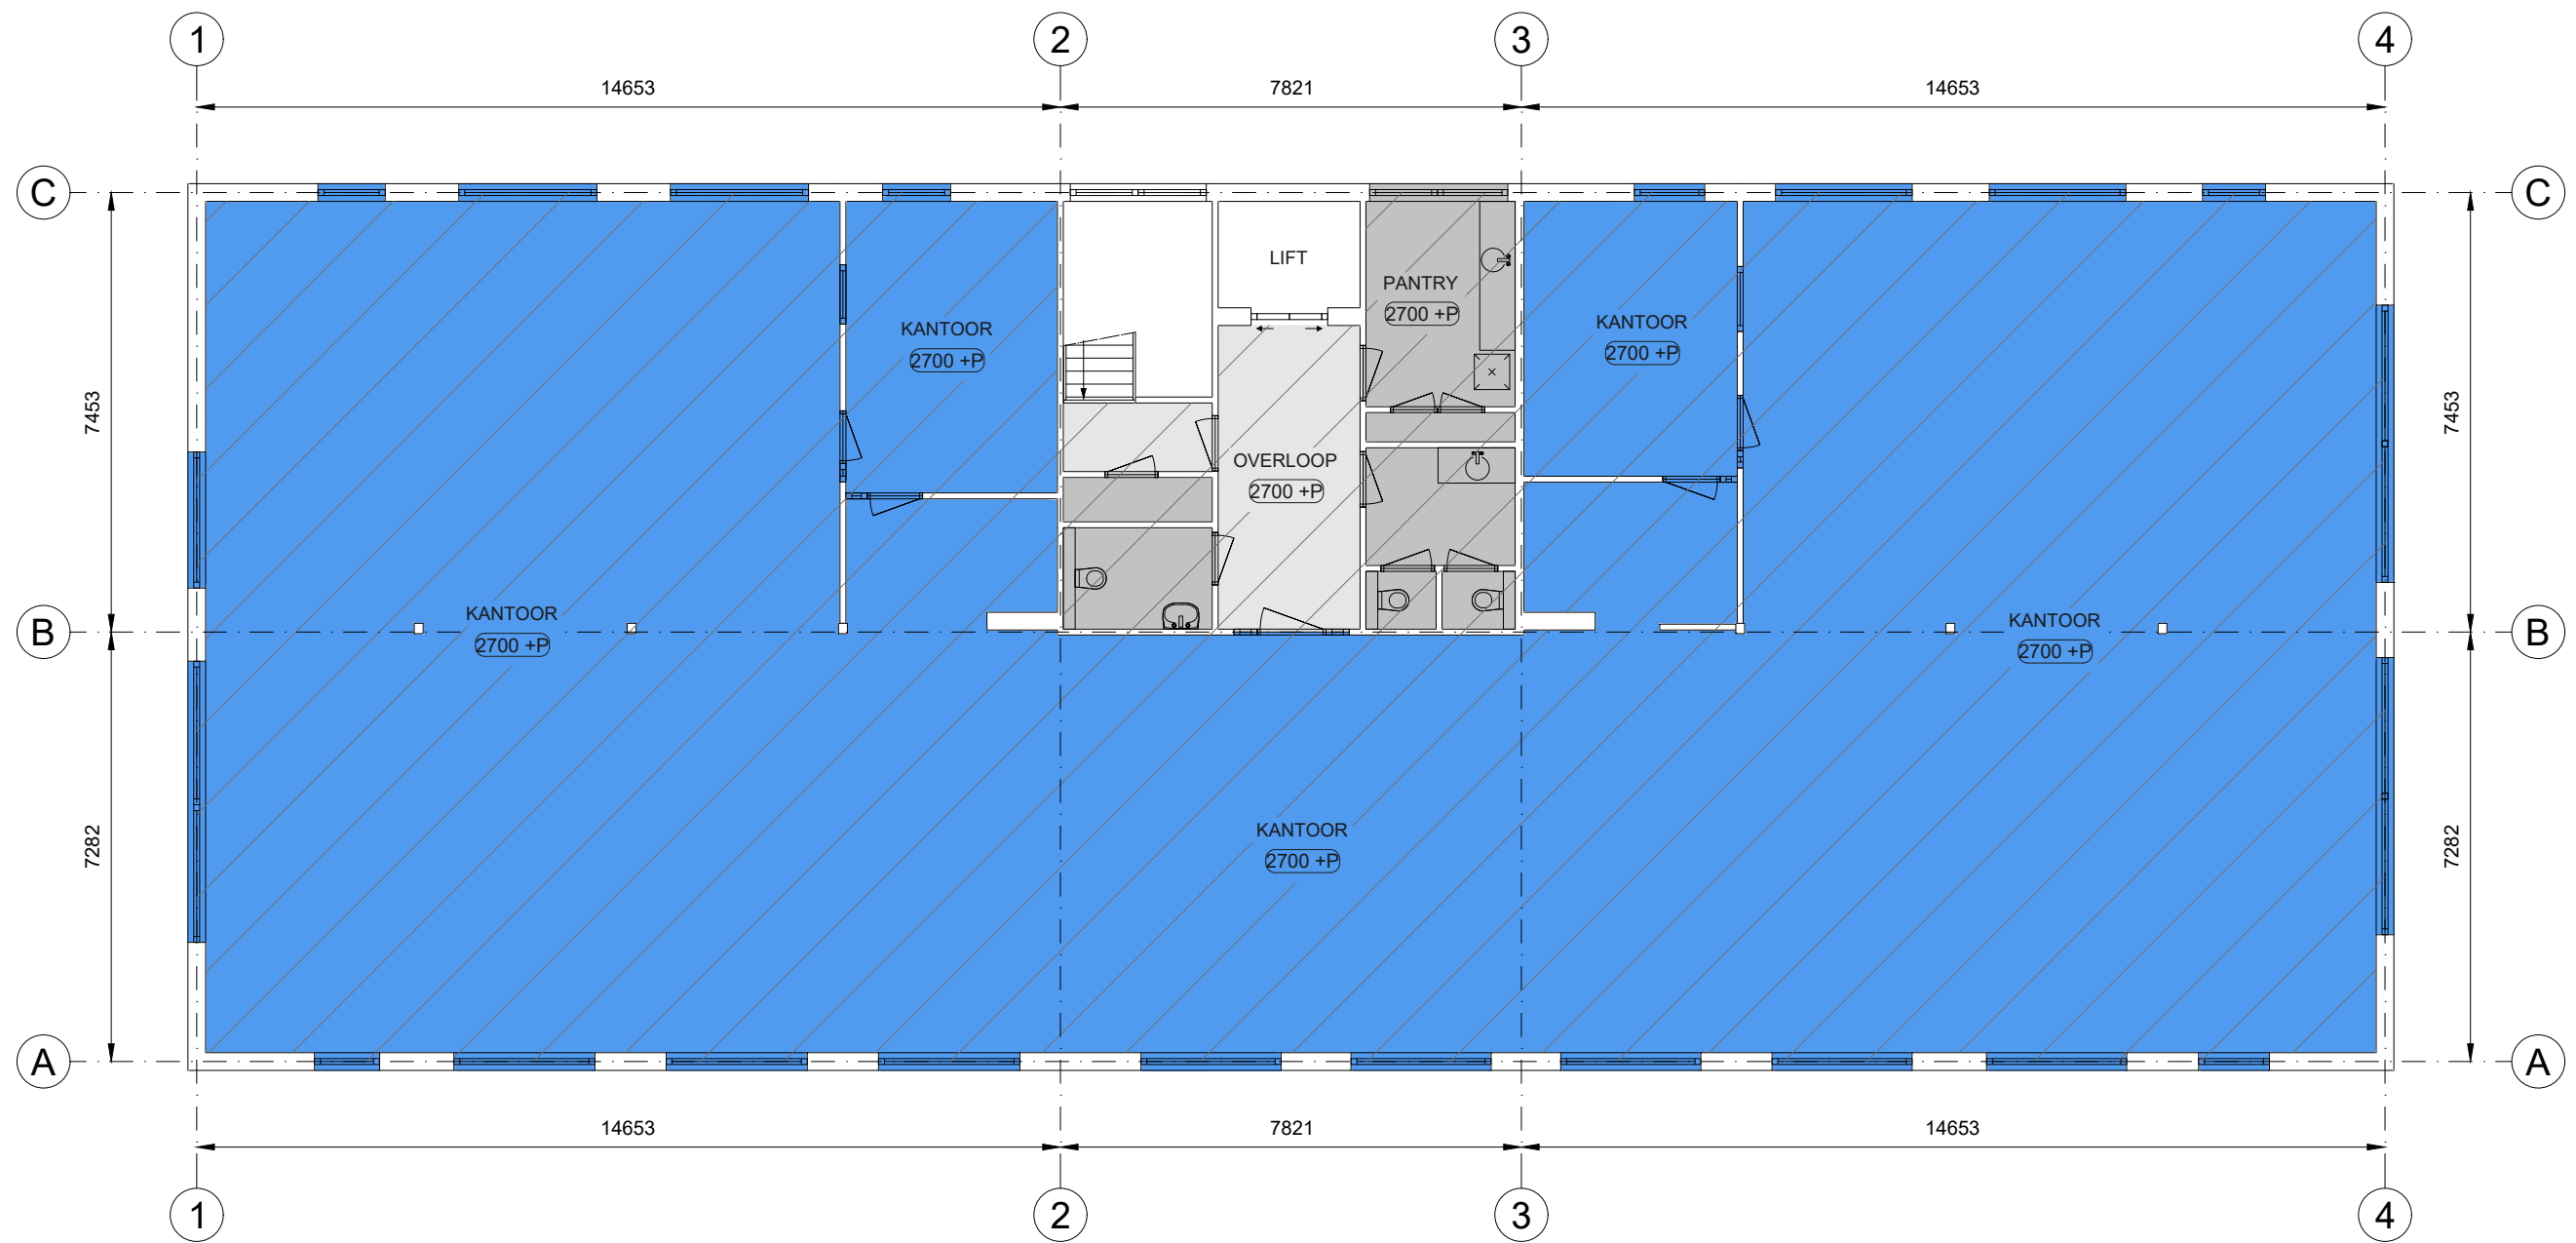 1 2 3 4
14653 7821 14653
C C
LIFT
PANTRY
2700 +P
KANTOOR
2700 +P
KANTOOR
2700 +P
7453 7453
OVERLOOP
2700 +P
KANTOOR
2700 +P
KANTOOR
2700 +P
B B
KANTOOR
2700 +P
7282 7282
A A
14653 7821 14653
1 2 3 4